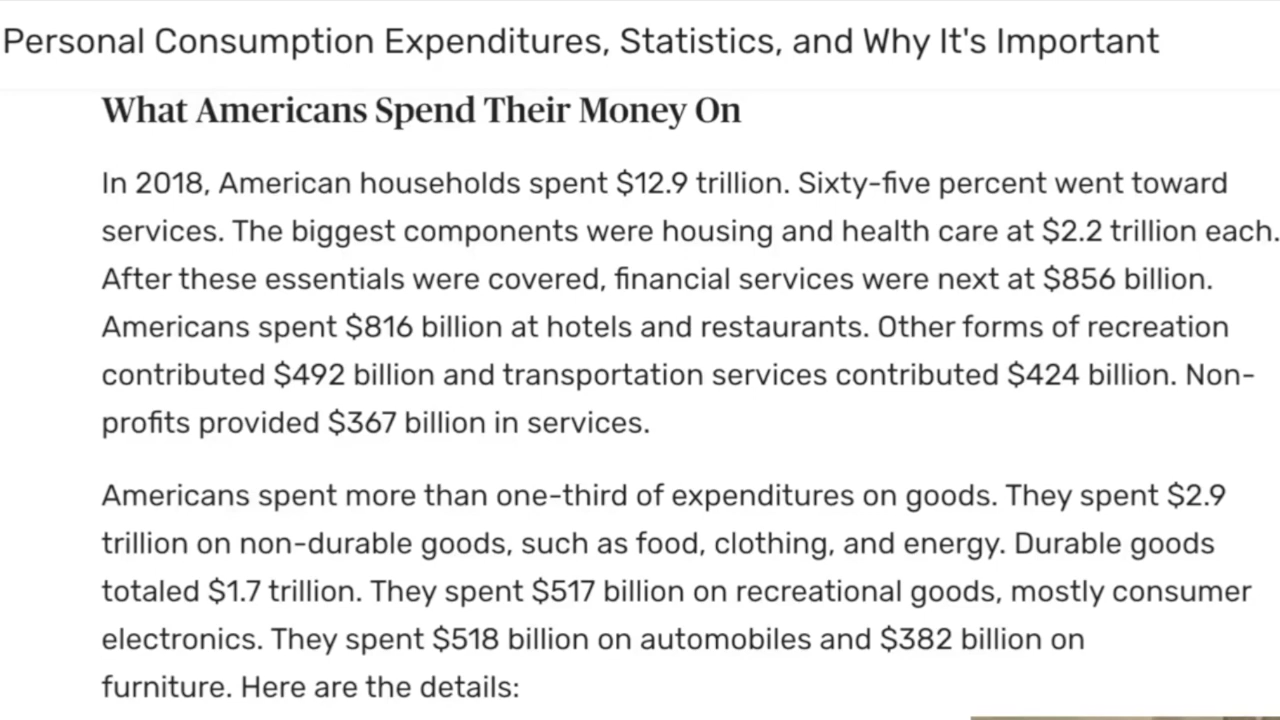 Personal Consumption Expenditures, Statistics, and Why It's Important
What Americans Spend Their Money On
In 2018, American households spent $12.9 trillion. Sixty-five percent went toward
services. The biggest components were housing and health care at $2.2 trillion each.
After these essentials were covered, financial services were next at $856 billion.
Americans spent $816 billion at hotels and restaurants. Other forms of recreation
contributed $492 billion and transportation services contributed $424 billion. Non-
profits provided $367 billion in services.
Americans spent more than one-third of expenditures on goods. They spent $2.9
trillion on non-durable goods, such as food, clothing, and energy. Durable goods
totaled $1.7 trillion. They spent $517 billion on recreational goods, mostly consumer
electronics. They spent $518 billion on automobiles and $382 billion on
furniture. Here are the details: